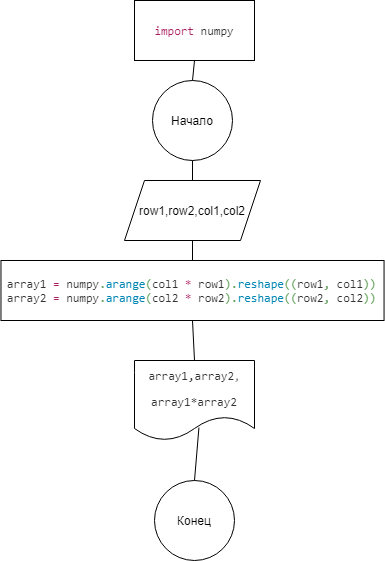 import numpy
Начало
row1,row2,col1,col2
array1 = numpy.arange(col1 * row1).reshape((row1, col1))
array2 = numpy.arange(col2 * row2).reshape((row2, col2))
array1,array2,
array1*array2
Конец